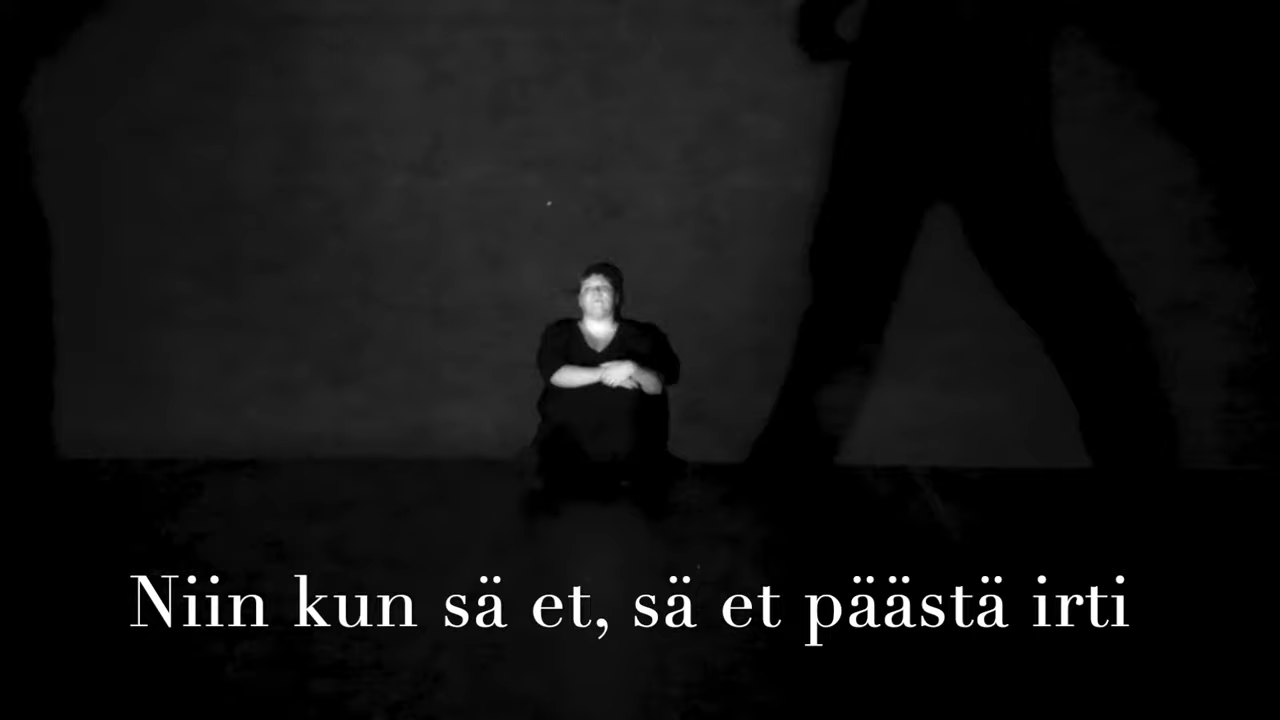 Niin kun sä et, sä et päästä irti